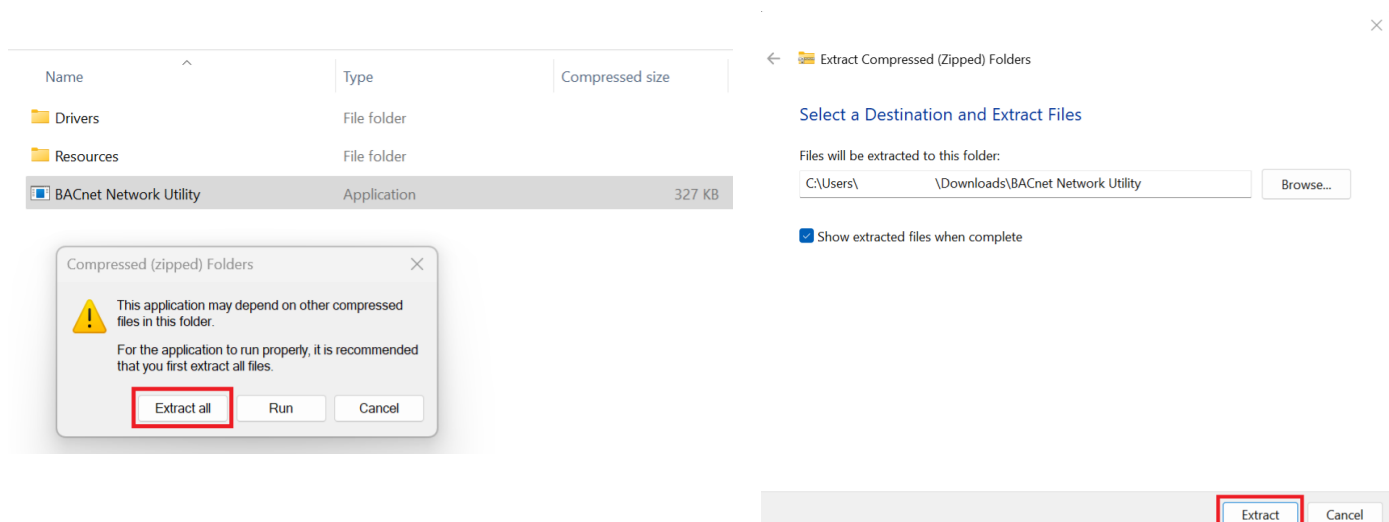 Name Type Compressed size
Drivers File folder
Resources File folder
BACnet Network Utility Application 327 KB
Compressed (zipped) Folders
This application may depend on other compressed
files in this folder.
For the application to run properly, it is recommended
that you first extract all files.
Extract all Run Cancel
Extract Compressed (Zipped) Folders
Select a Destination and Extract Files
Files will be extracted to this folder:
C:\Users\ \Downloads\BACnet Network Utility Browse...
Show extracted files when complete
Extract Cancel